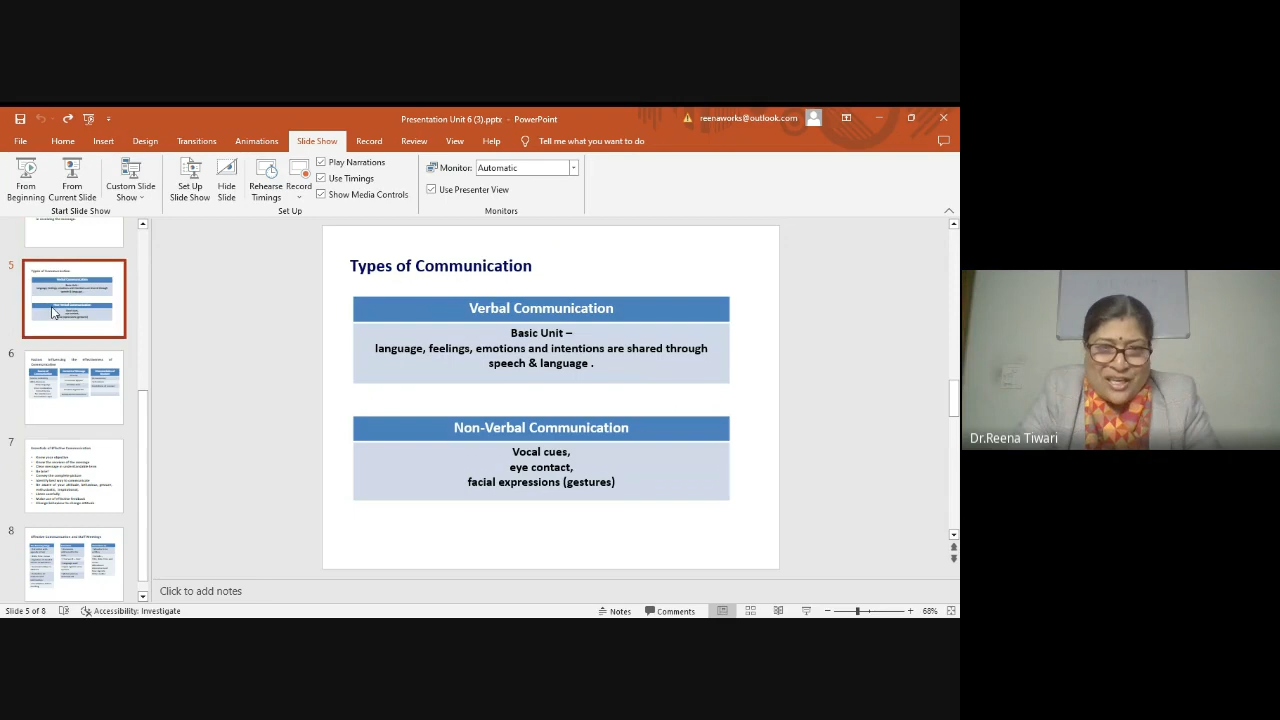 Presentation Unit 6 (3).pptx - PowerPoint
reenaworks@outlook.com
File Home Insert Design Transitions Animations Slide Show Record Review View Help Tell me what you want to do
From Beginning
From Current Slide
Custom Slide Show
Set Up Slide Show
Hide Slide
Rehearse Timings
Record
Play Narrations
Use Timings
Show Media Controls
Monitor: Automatic
Use Presenter View
Start Slide Show
Set Up
Monitors
5
6
7
8
Types of Communication
Verbal Communication
Basic Unit –
language, feelings, emotions and intentions are shared through
speech & language .
Non-Verbal Communication
Vocal cues,
eye contact,
facial expressions (gestures)
Click to add notes
Slide 5 of 8
Accessibility: Investigate
Notes
Comments
68%
Dr.Reena Tiwari